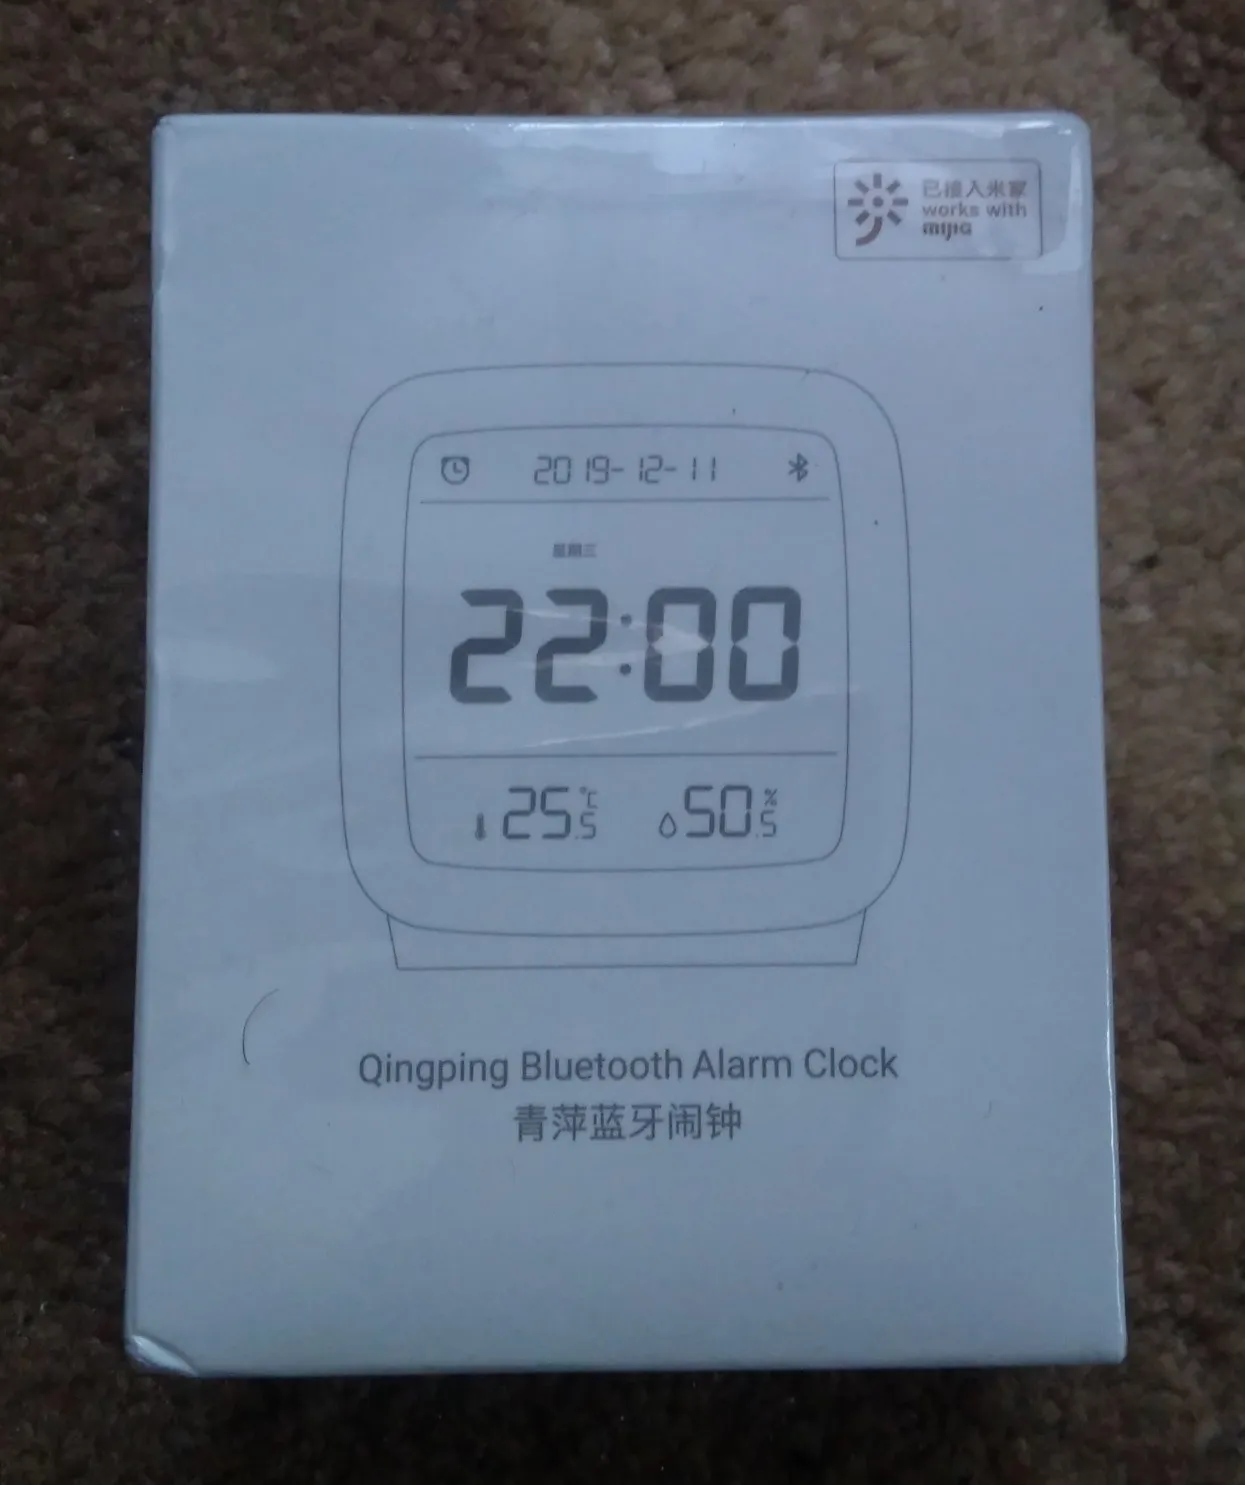 已接入米家
works with
mijia
2019-12-11
星期三
22:00
25.5℃ 50.5%
Qingping Bluetooth Alarm Clock
青萍蓝牙闹钟